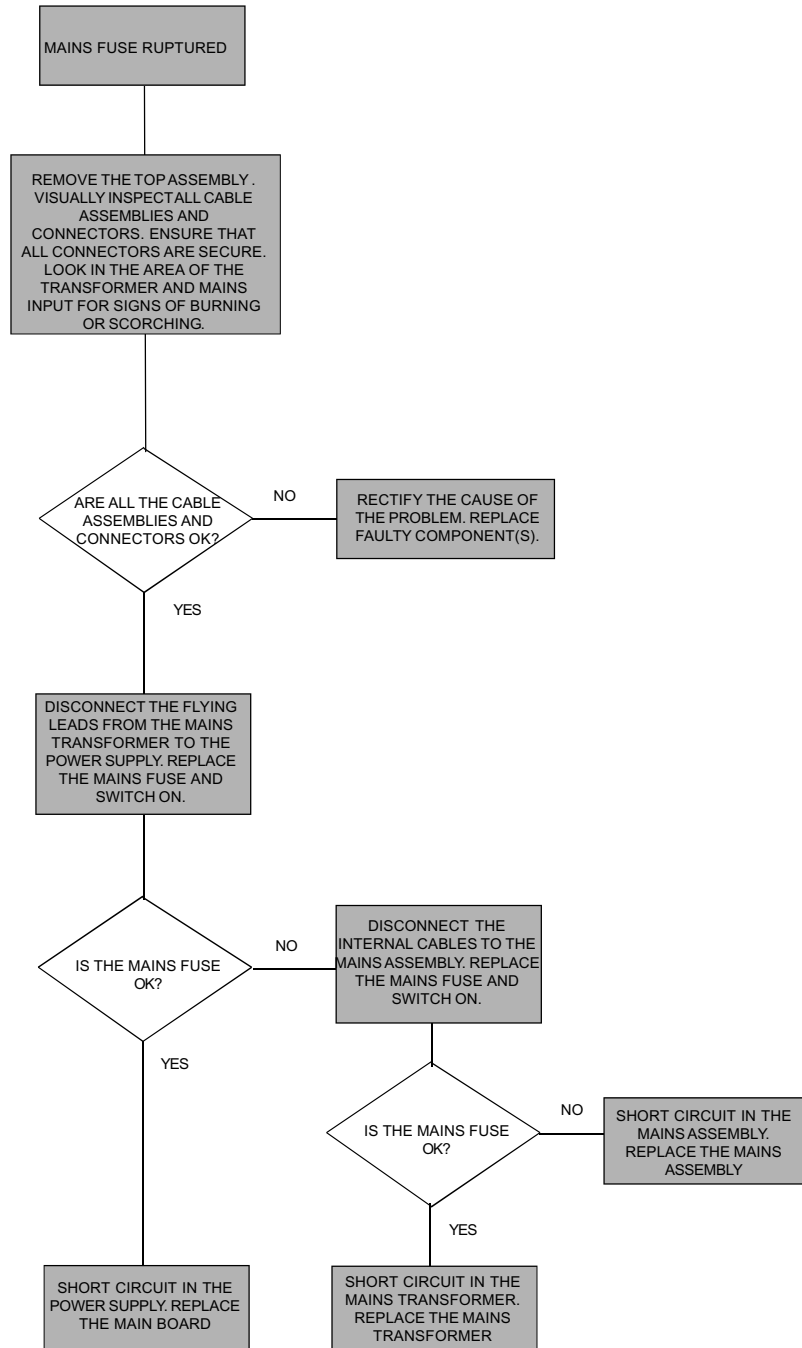 MAINS FUSE RUPTURED
REMOVE THE TOP ASSEMBLY .
VISUALLY INSPECT ALL CABLE
ASSEMBLIES AND
CONNECTORS. ENSURE THAT
ALL CONNECTORS ARE SECURE.
LOOK IN THE AREA OF THE
TRANSFORMER AND MAINS
INPUT FOR SIGNS OF BURNING
OR SCORCHING.
ARE ALL THE CABLE
ASSEMBLIES AND
CONNECTORS OK?
NO
RECTIFY THE CAUSE OF
THE PROBLEM. REPLACE
FAULTY COMPONENT(S).
YES
DISCONNECT THE FLYING
LEADS FROM THE MAINS
TRANSFORMER TO THE
POWER SUPPLY. REPLACE
THE MAINS FUSE AND
SWITCH ON.
IS THE MAINS FUSE
OK?
NO
DISCONNECT THE
INTERNAL CABLES TO THE
MAINS ASSEMBLY. REPLACE
THE MAINS FUSE AND
SWITCH ON.
YES
IS THE MAINS FUSE
OK?
NO
SHORT CIRCUIT IN THE
MAINS ASSEMBLY.
REPLACE THE MAINS
ASSEMBLY
YES
SHORT CIRCUIT IN THE
POWER SUPPLY. REPLACE
THE MAIN BOARD
SHORT CIRCUIT IN THE
MAINS TRANSFORMER.
REPLACE THE MAINS
TRANSFORMER